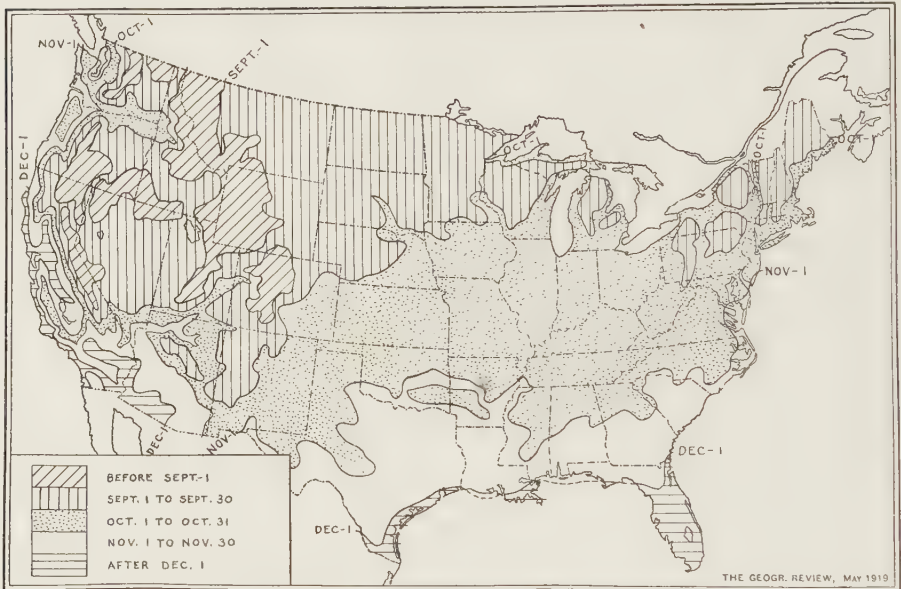 NOV-1
OCT-1
SEPT.-1
DEC-1
OCT-1
OCT-1
OCT-1
NOV-1
DEC-1
NOV-
DEC-1
DEC-1
BEFORE SEPT.-1
SEPT. 1 TO SEPT. 30
OCT. 1 TO OCT. 31
NOV. 1 TO NOV. 30
AFTER DEC. 1
THE GEOGR. REVIEW, MAY 1919